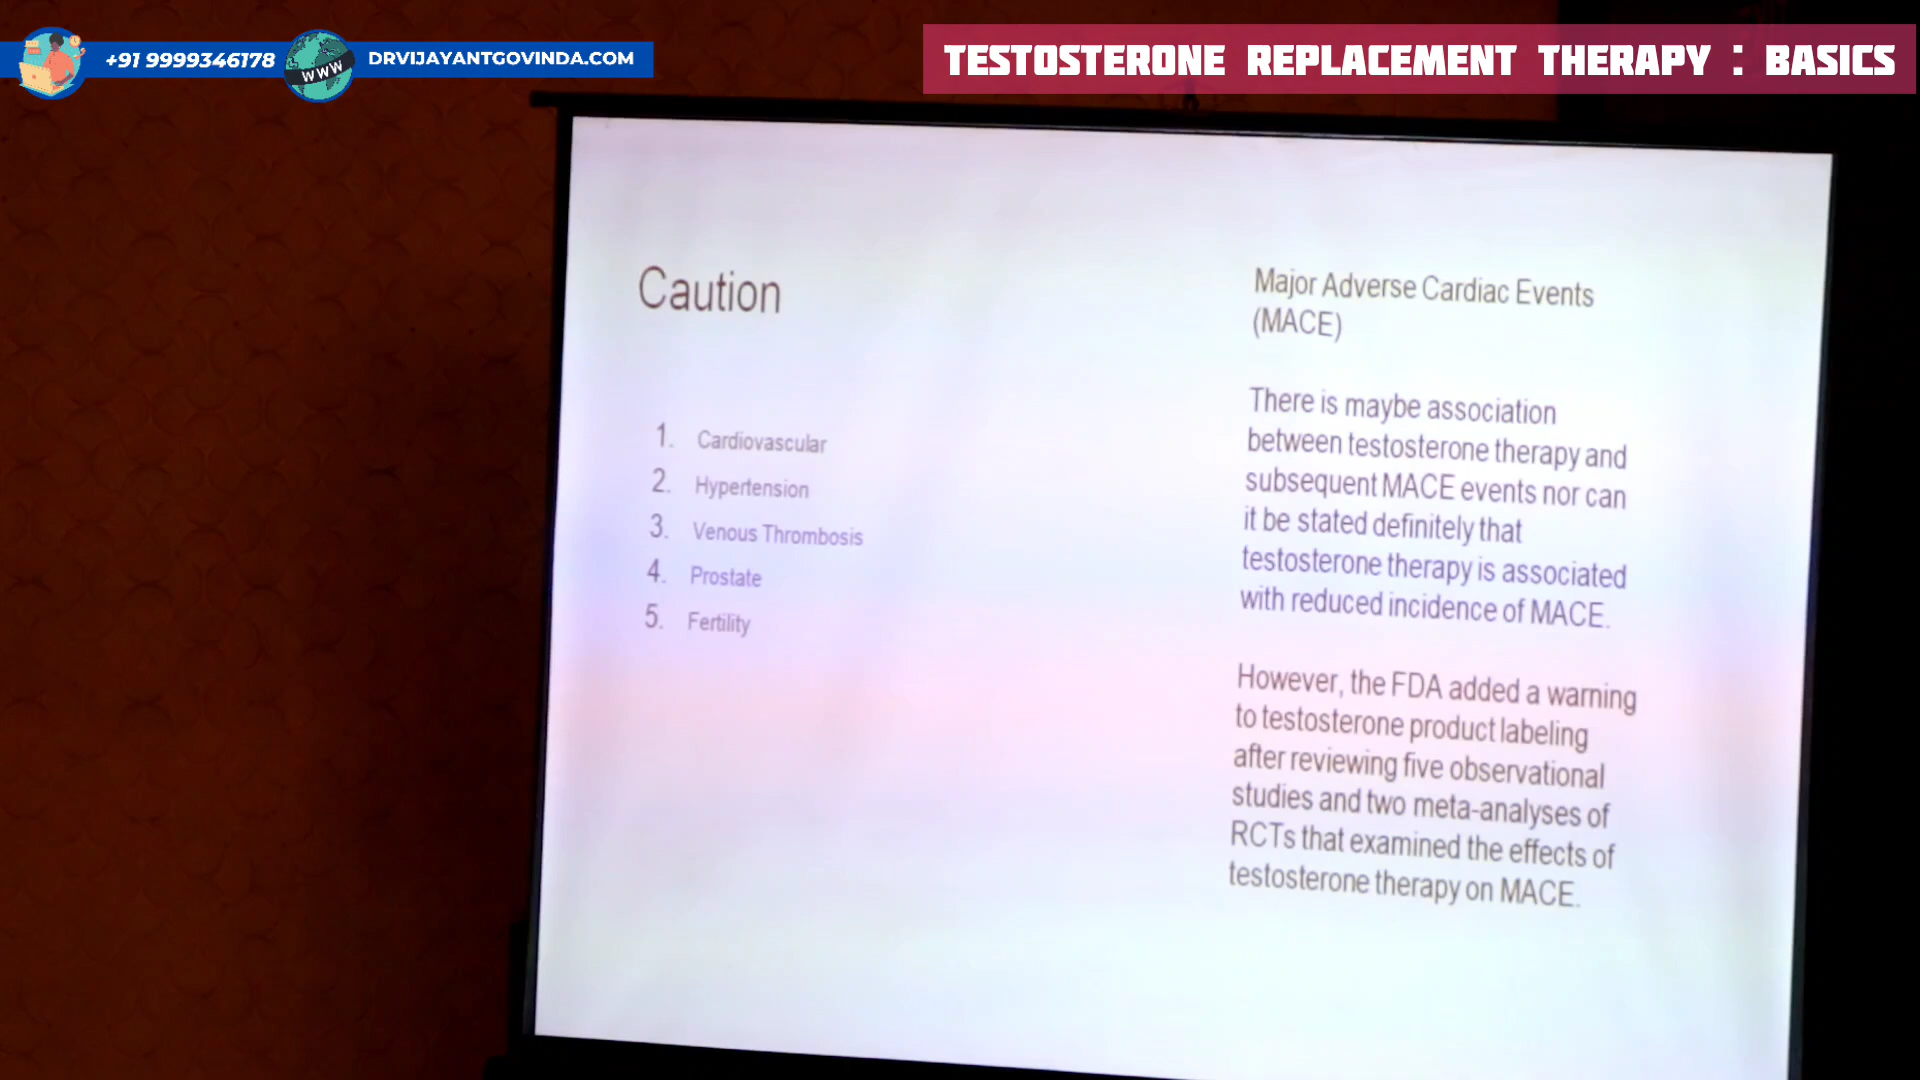 +91 9999346178
WWW
DRVIJAYANTGOVINDA.COM
TESTOSTERONE REPLACEMENT THERAPY : BASICS
Caution
1. Cardiovascular
2. Hypertension
3. Venous Thrombosis
4. Prostate
5. Fertility
Major Adverse Cardiac Events
(MACE)
There is maybe association
between testosterone therapy and
subsequent MACE events nor can
it be stated definitely that
testosterone therapy is associated
with reduced incidence of MACE.
However, the FDA added a warning
to testosterone product labeling
after reviewing five observational
studies and two meta-analyses of
RCTs that examined the effects of
testosterone therapy on MACE.